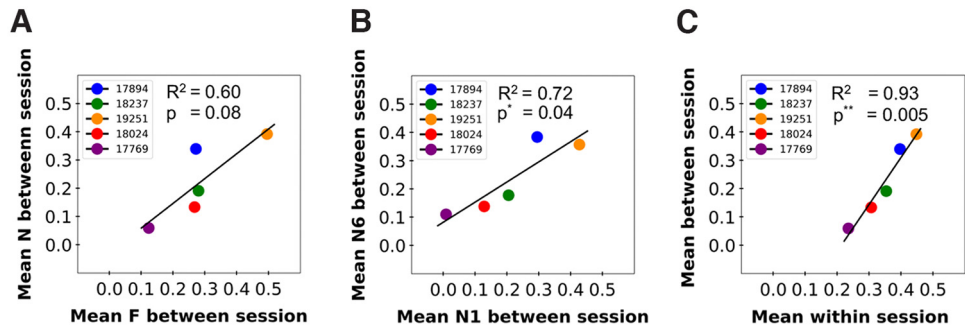 A
Mean N betweenn session
17894
18237
19251
18024
17769
R² = 0.60
p = 0.08
0.5
0.4
0.3
0.2
0.1
0.0
0.0 0.1 0.2 0.3 0.4 0.5
Mean F between session
B
Mean N6 between session
17894
18237
19251
18024
17769
R² = 0.72
p* = 0.04
0.5
0.4
0.3
0.2
0.1
0.0
0.0 0.1 0.2 0.3 0.4 0.5
Mean N1 between session
C
Mean between session
17894
18237
19251
18024
17769
R² = 0.93
p** = 0.005
0.5
0.4
0.3
0.2
0.1
0.0
0.0 0.1 0.2 0.3 0.4 0.5
Mean within session